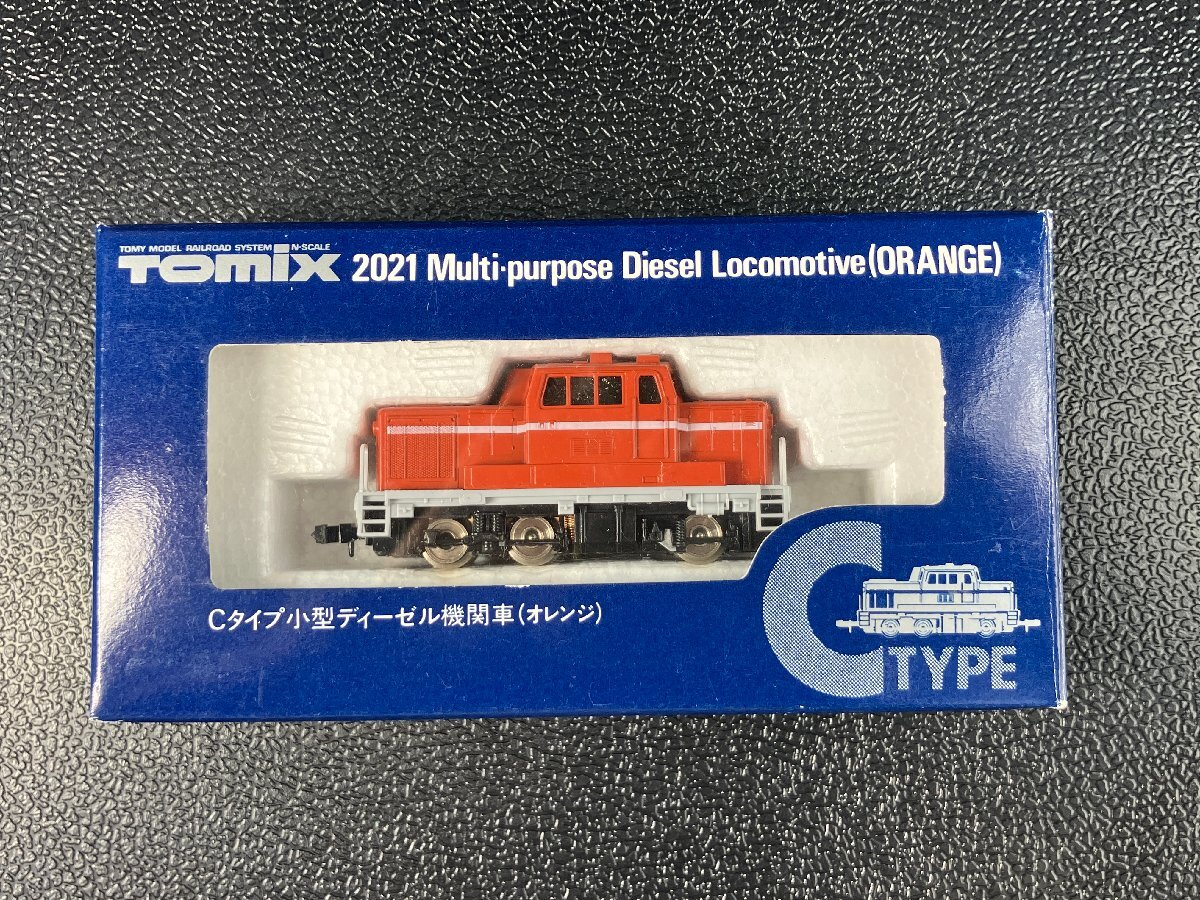 TOMY MODEL RAILROAD SYSTEM N-SCALE
TOMIX 2021 Multi-purpose Diesel Locomotive (ORANGE)
Cタイプ小型ディーゼル機関車(オレンジ)
C TYPE